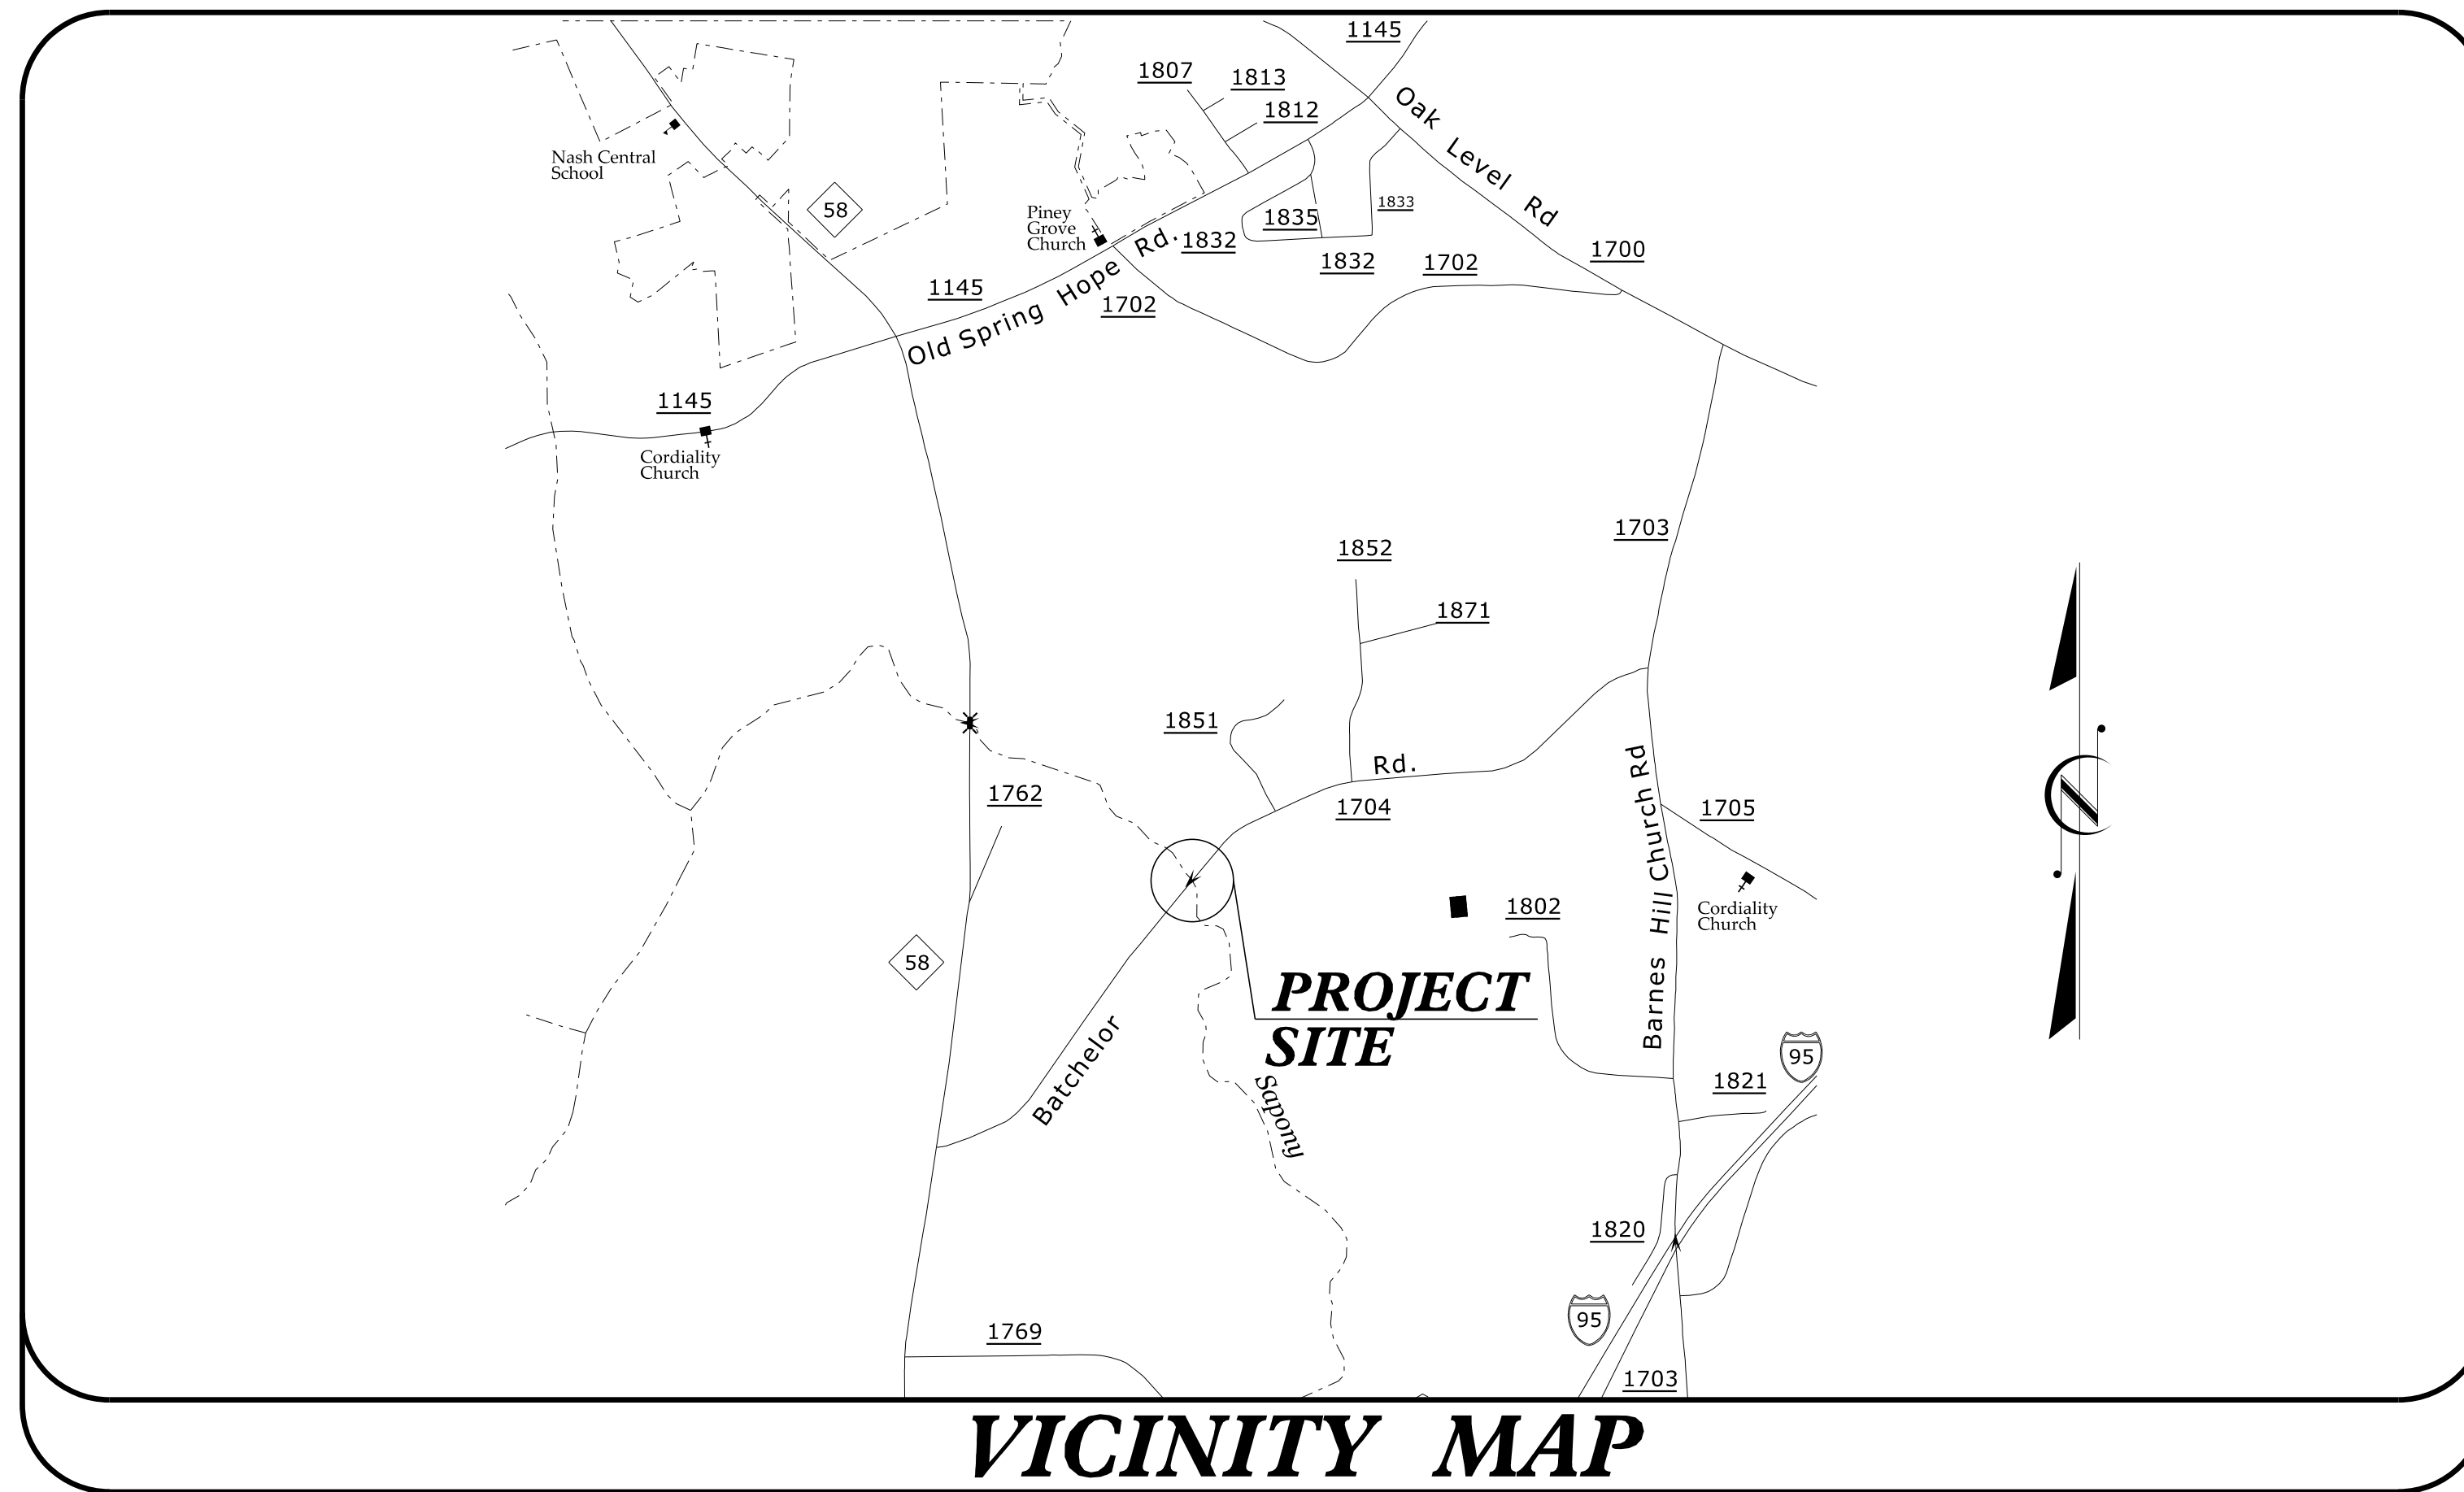 1145
1807
1813
1812
Oak Level Rd
Nash Central
School
58
Piney
Grove
Church
1833
1835
1832
1700
1832
1702
1145
Old Spring Hope Rd.
1702
1145
Cordiality
Church
1703
1852
1871
1851
Rd.
1762
1704
Barnes Hill Church Rd
1705
1802
Cordiality
Church
58
PROJECT
SITE
Batchelor
95
1821
Sapony
1820
95
1769
1703
N
VICINITY MAP